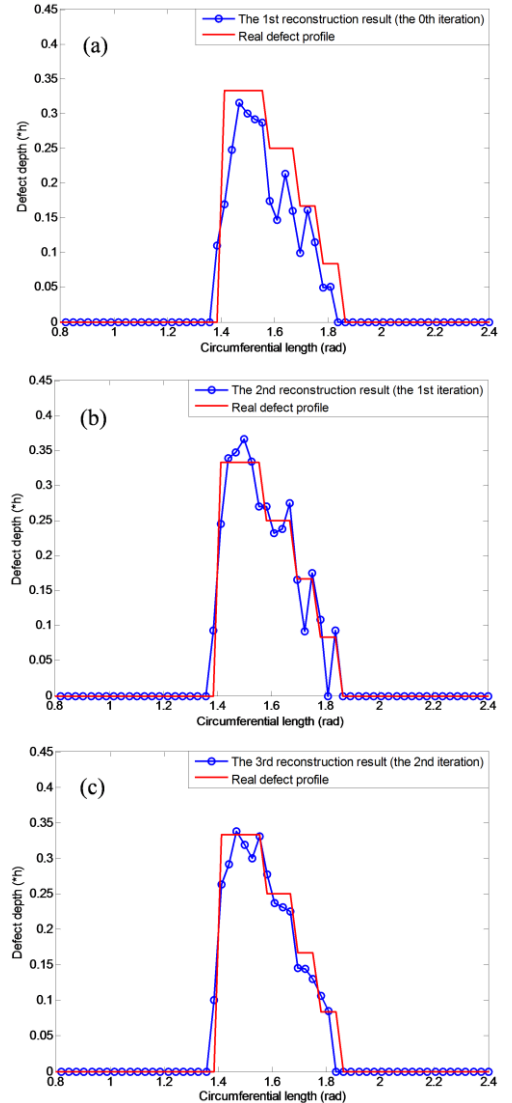 0.45
The 1st reconstruction result (the 0th iteration)
Real defect profile
(a)
0.4
0.35
0.3
0.25
0.2
0.15
0.1
0.05
0
Defect depth (*h)
0.8 1 1.2 1.4 1.6 1.8 2 2.2 2.4
Circumferential length (rad)
0.45
The 2nd reconstruction result (the 1st iteration)
Real defect profile
(b)
0.4
0.35
0.3
0.25
0.2
0.15
0.1
0.05
0
Defect depth (*h)
0.8 1 1.2 1.4 1.6 1.8 2 2.2 2.4
Circumferential length (rad)
0.45
The 3rd reconstruction result (the 2nd iteration)
Real defect profile
(c)
0.4
0.35
0.3
0.25
0.2
0.15
0.1
0.05
0
Defect depth (*h)
0.8 1 1.2 1.4 1.6 1.8 2 2.2 2.4
Circumferential length (rad)